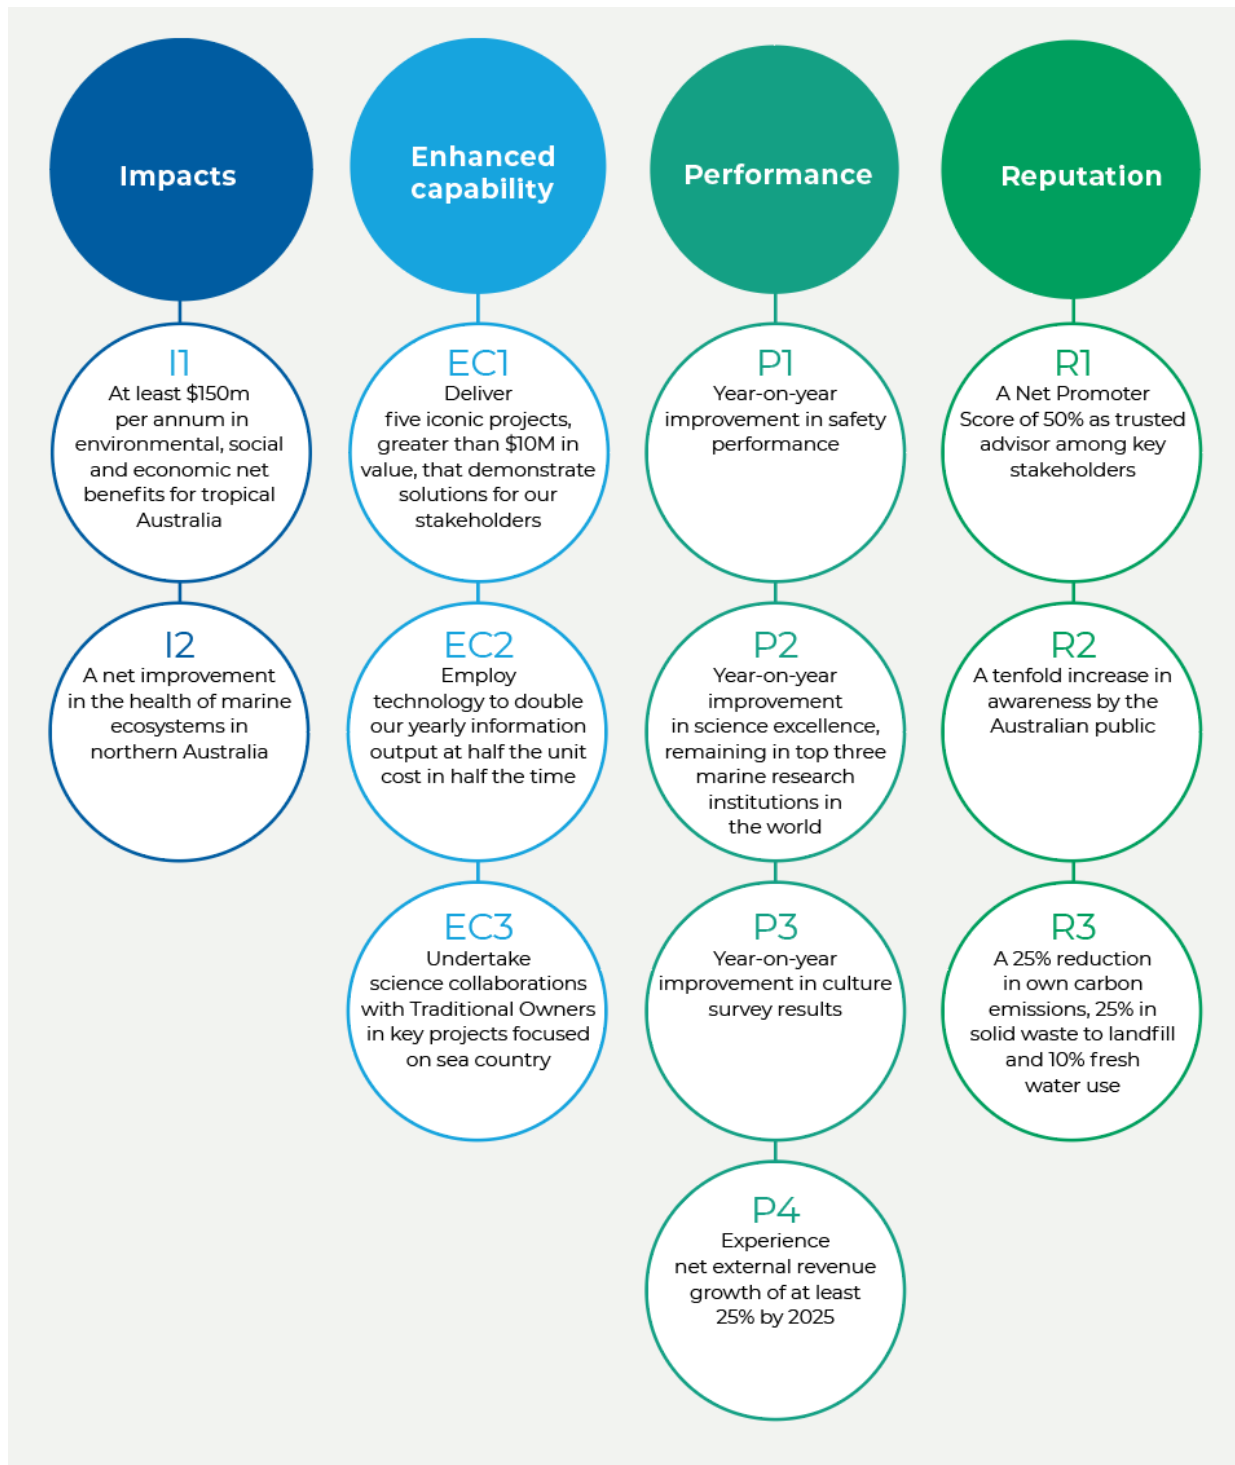 Impacts
I1
At least $150m
per annum in
environmental, social
and economic net
benefits for tropical
Australia
I2
A net improvement
in the health of marine
ecosystems in
northern Australia
Enhanced
capability
EC1
Deliver
five iconic projects,
greater than $10M in
value, that demonstrate
solutions for our
stakeholders
EC2
Employ
technology to double
our yearly information
output at half the unit
cost in half the time
EC3
Undertake
science collaborations
with Traditional Owners
in key projects focused
on sea country
Performance
P1
Year-on-year
improvement in safety
performance
P2
Year-on-year
improvement
in science excellence,
remaining in top three
marine research
institutions in
the world
P3
Year-on-year
improvement in culture
survey results
P4
Experience
net external revenue
growth of at least
25% by 2025
Reputation
R1
A Net Promoter
Score of 50% as trusted
advisor among key
stakeholders
R2
A tenfold increase in
awareness by the
Australian public
R3
A 25% reduction
in own carbon
emissions, 25% in
solid waste to landfill
and 10% fresh
water use